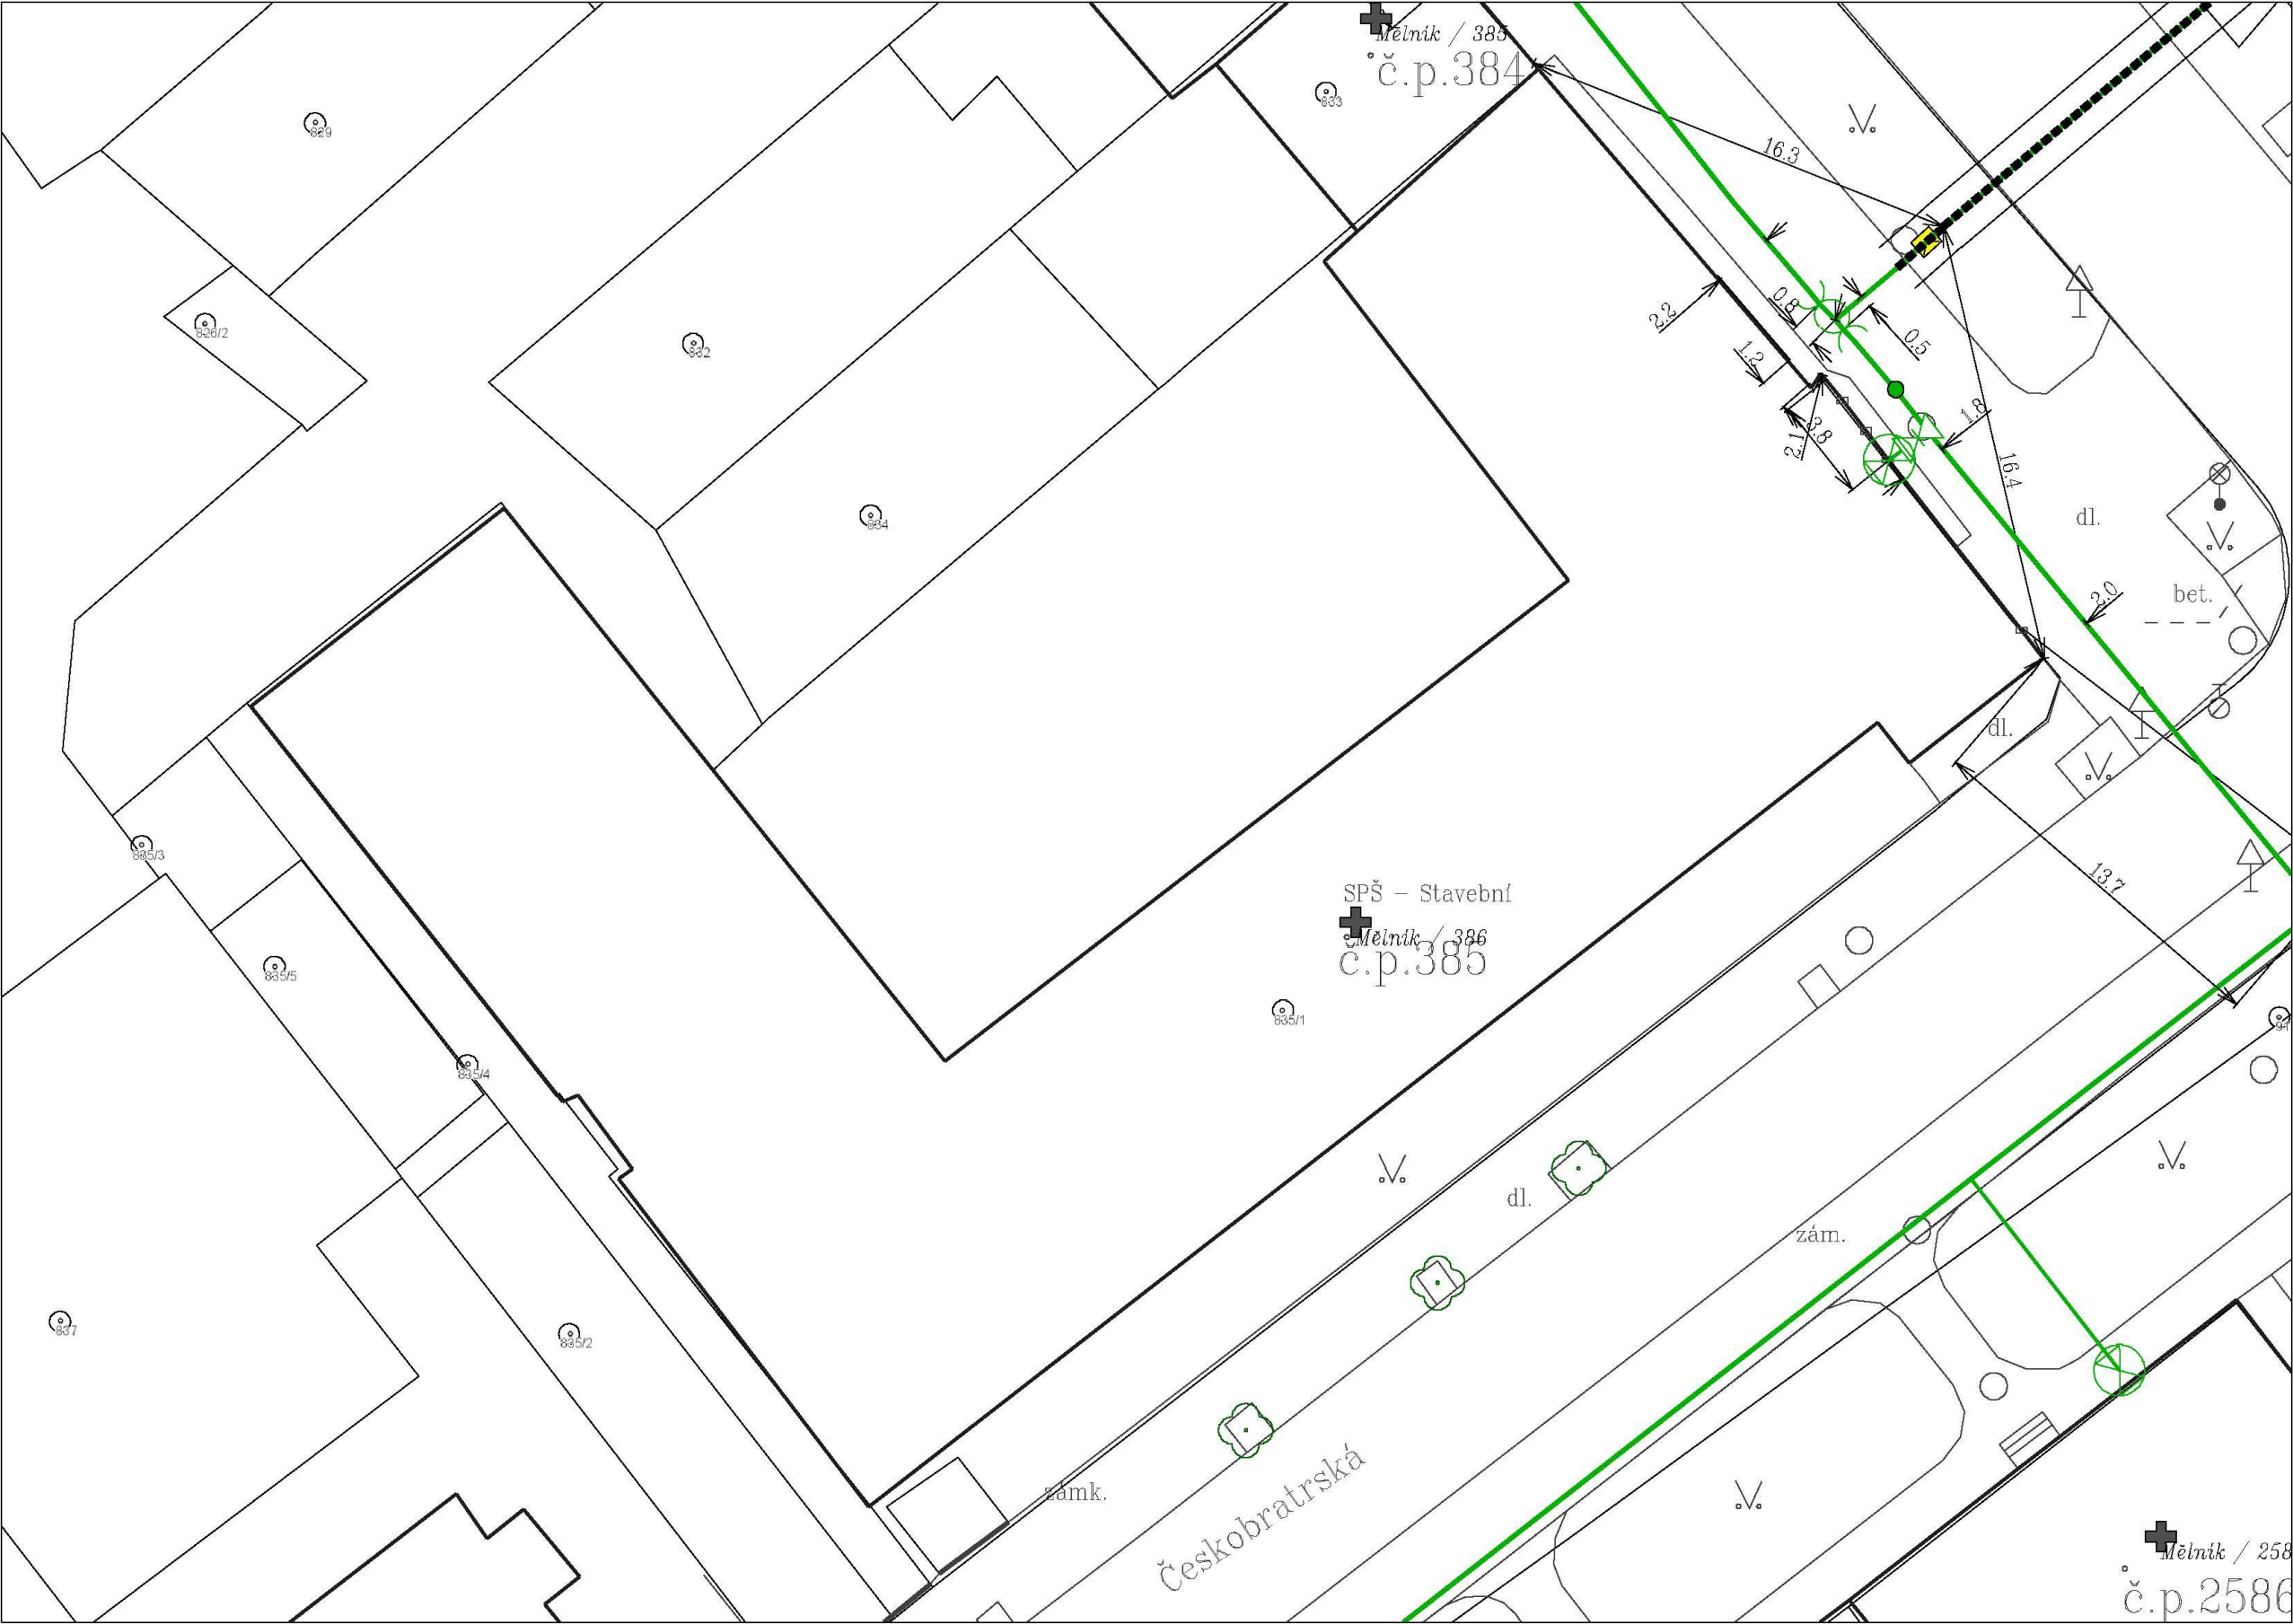 Mělník / 385
č.p.384
833
829
16.3
826/2
832
2.2
0.8
0.5
1.2
3.8
2.1
1.8
16.4
834
dl.
bet.
2.0
dl.
835/3
13.7
SPŠ – Stavební
Mělník / 386
č.p.385
835/5
835/1
835/4
dl.
zám.
837
835/2
zámk.
Českobratrská
Mělník / 258
č.p.2586